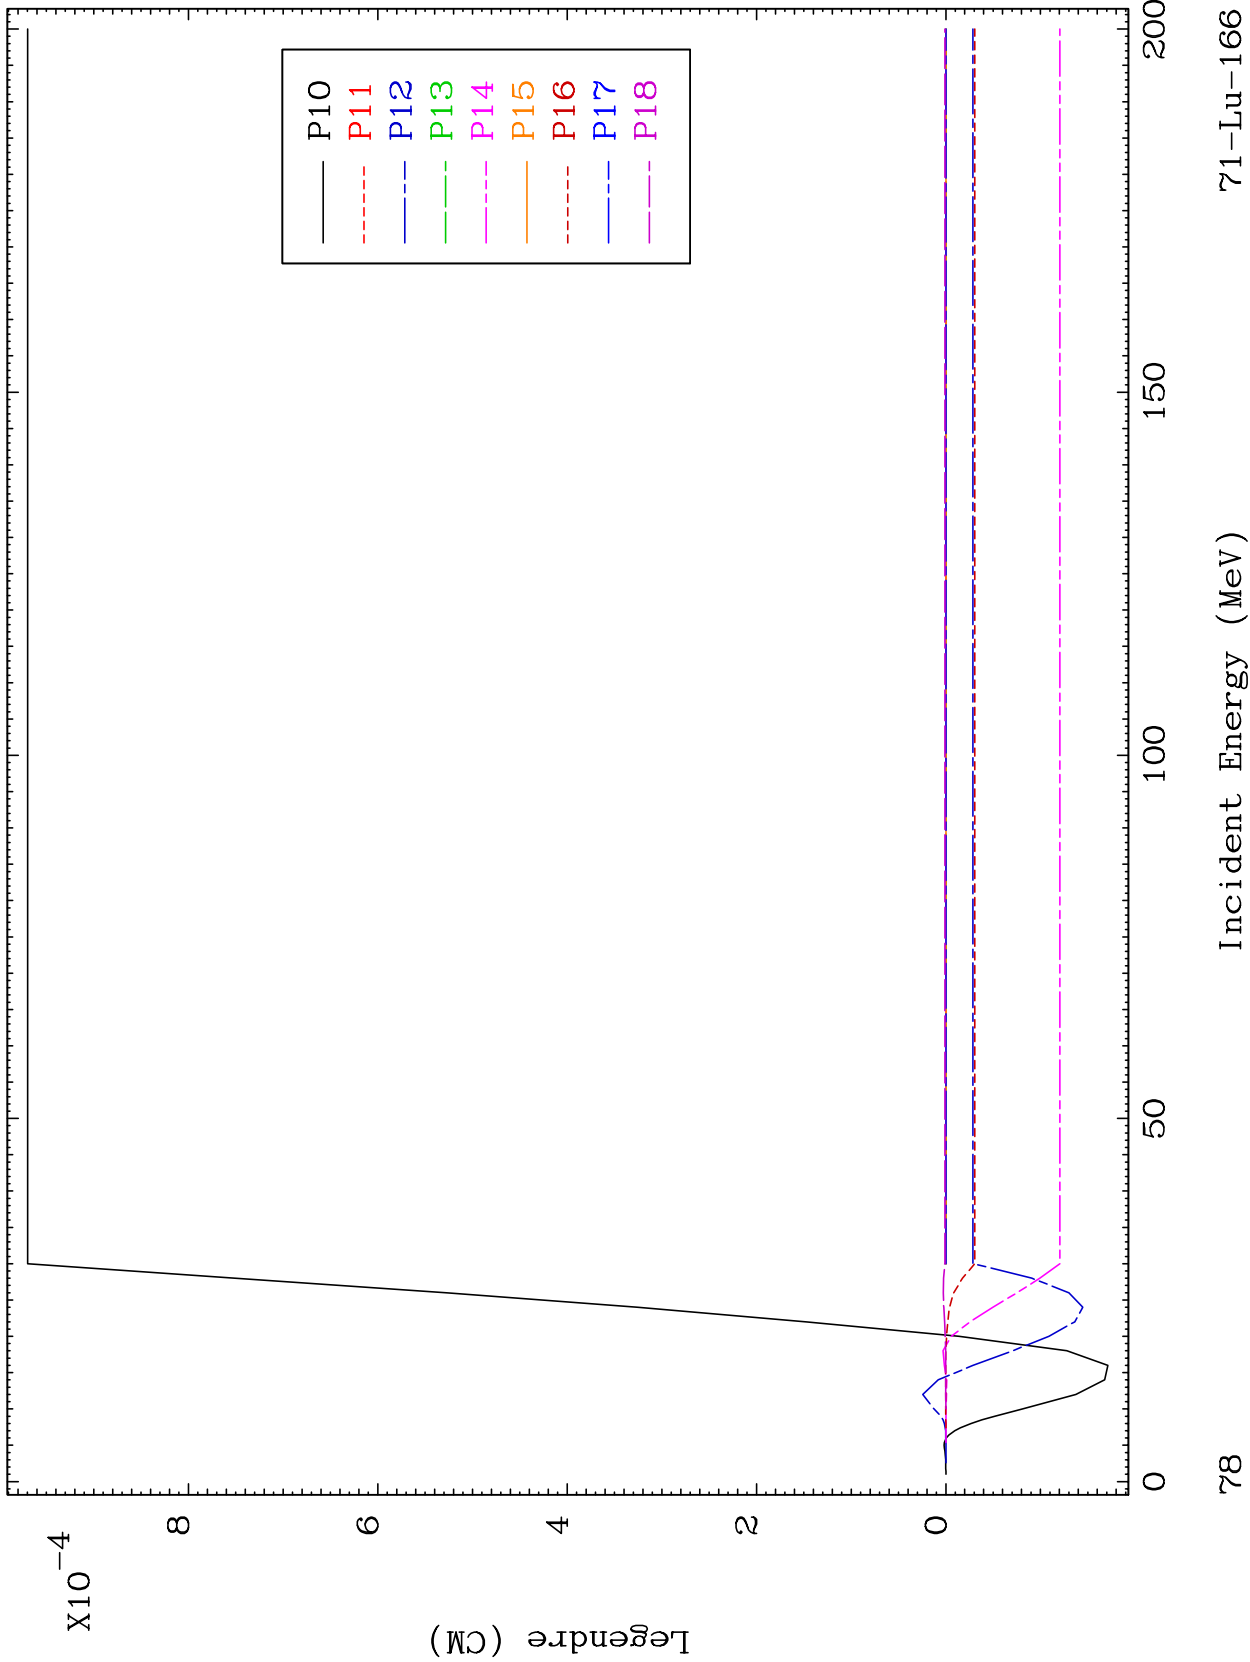 X10-4
8
6
4
2
0
Legendre (CM)
P10
P11
P12
P13
P14
P15
P16
P17
P18
0
50
100
150
200
Incident Energy (MeV)
78
71-Lu-166